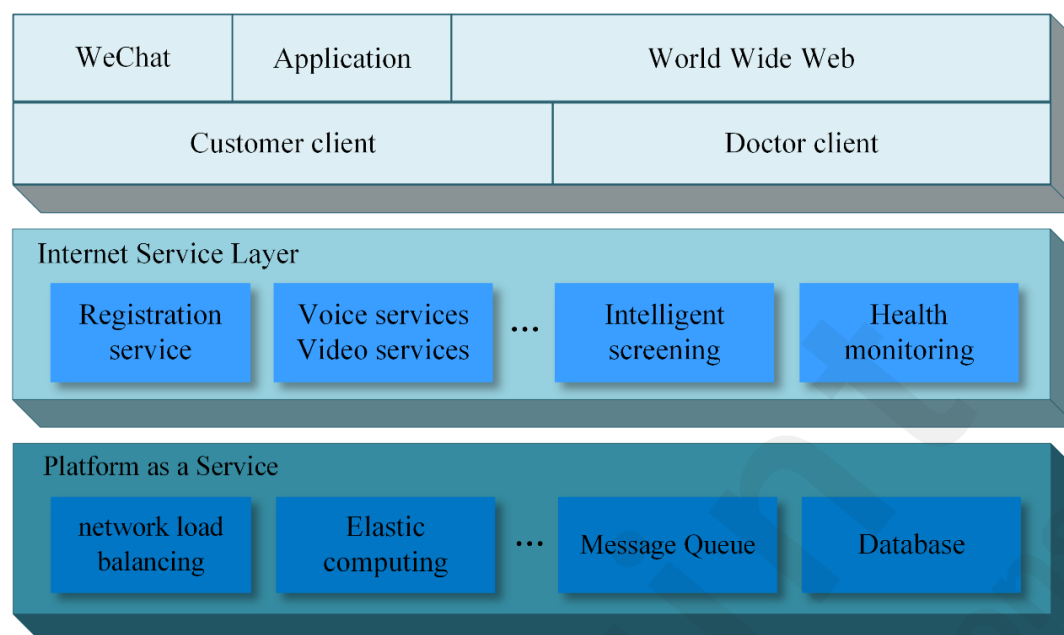 WeChat
Application
World Wide Web
Customer client
Doctor client
Internet Service Layer
Registration
service
Voice services
Video services
...
Intelligent
screening
Health
monitoring
Platform as a Service
network load
balancing
Elastic
computing
...
Message Queue
Database